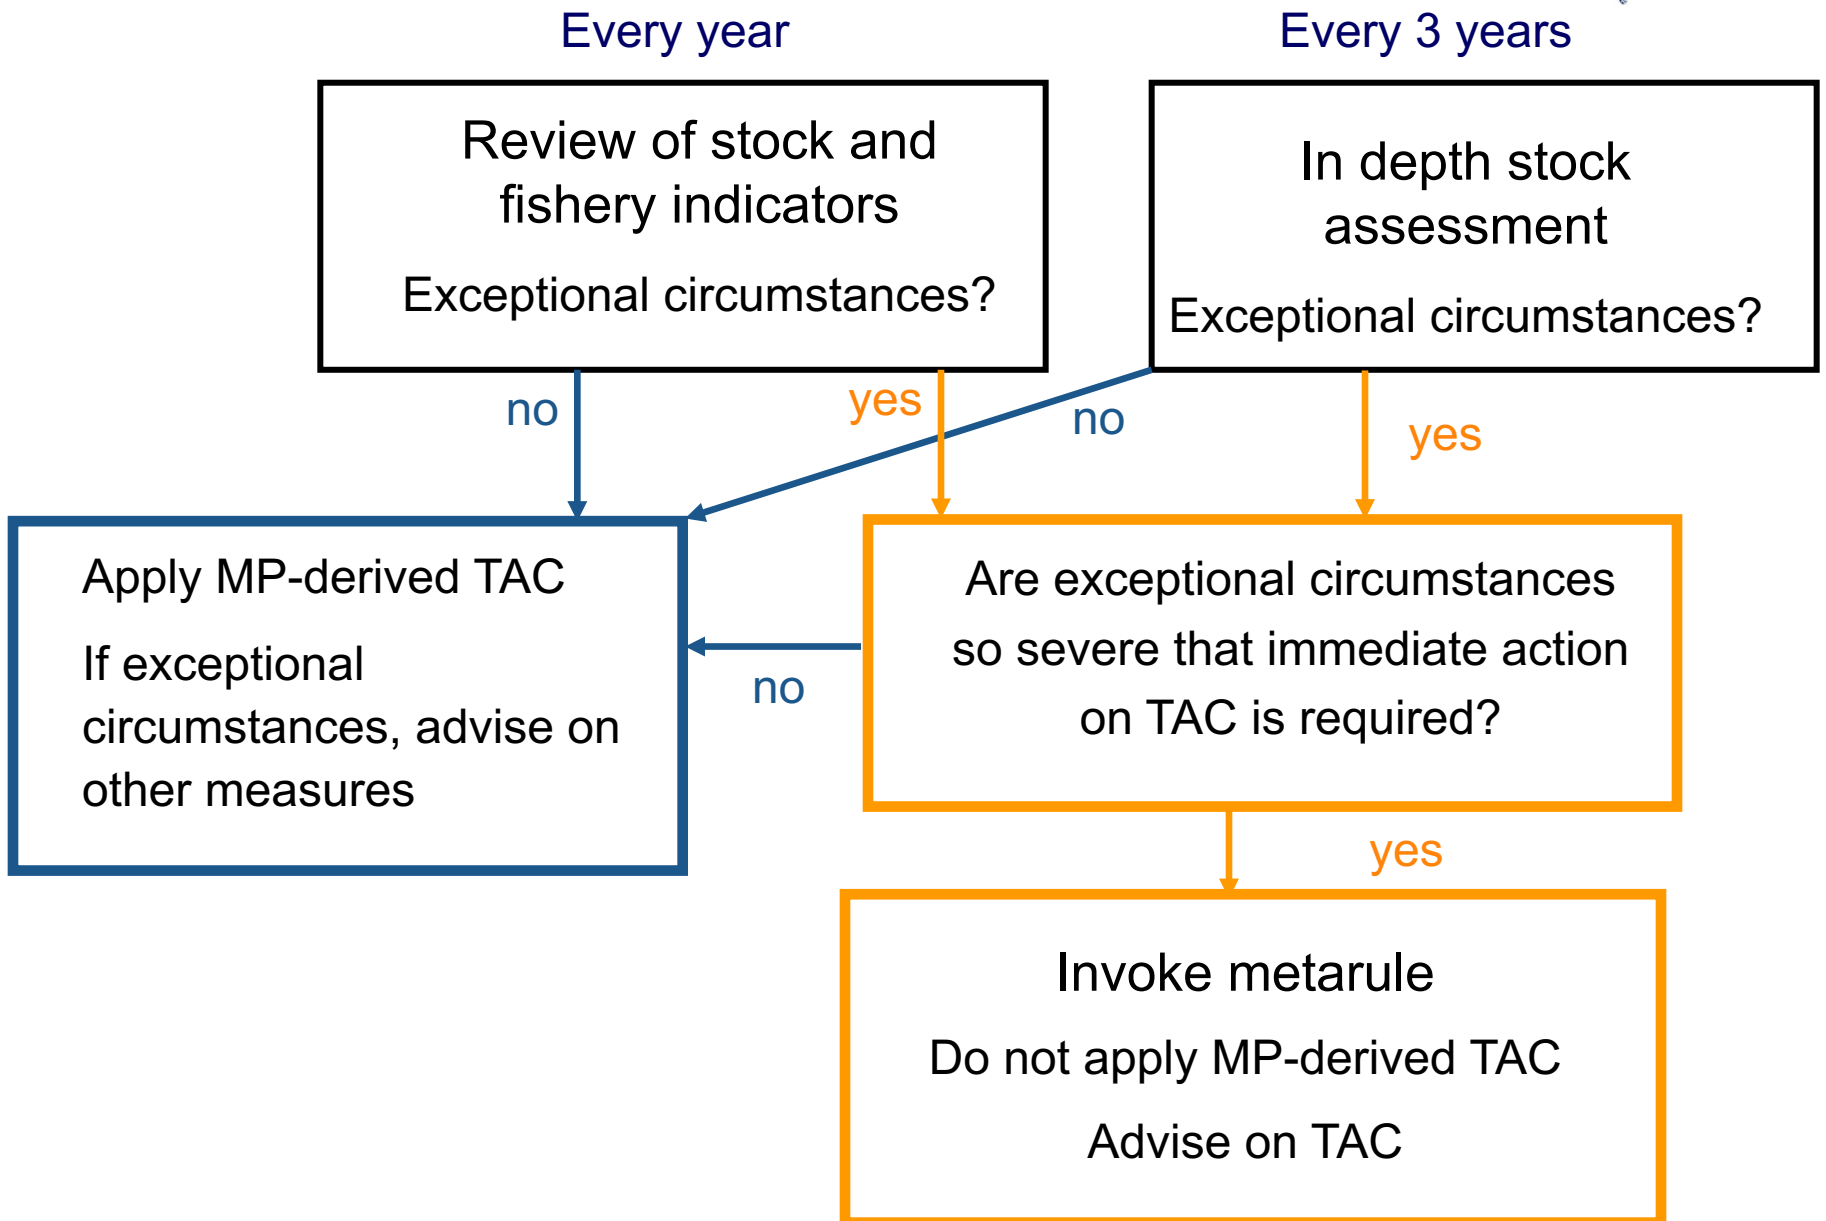 Every year
Every 3 years
Review of stock and
fishery indicators
Exceptional circumstances?
In depth stock
assessment
Exceptional circumstances?
no
yes
no
yes
Apply MP-derived TAC
If exceptional
circumstances, advise on
other measures
no
Are exceptional circumstances
so severe that immediate action
on TAC is required?
yes
Invoke metarule
Do not apply MP-derived TAC
Advise on TAC